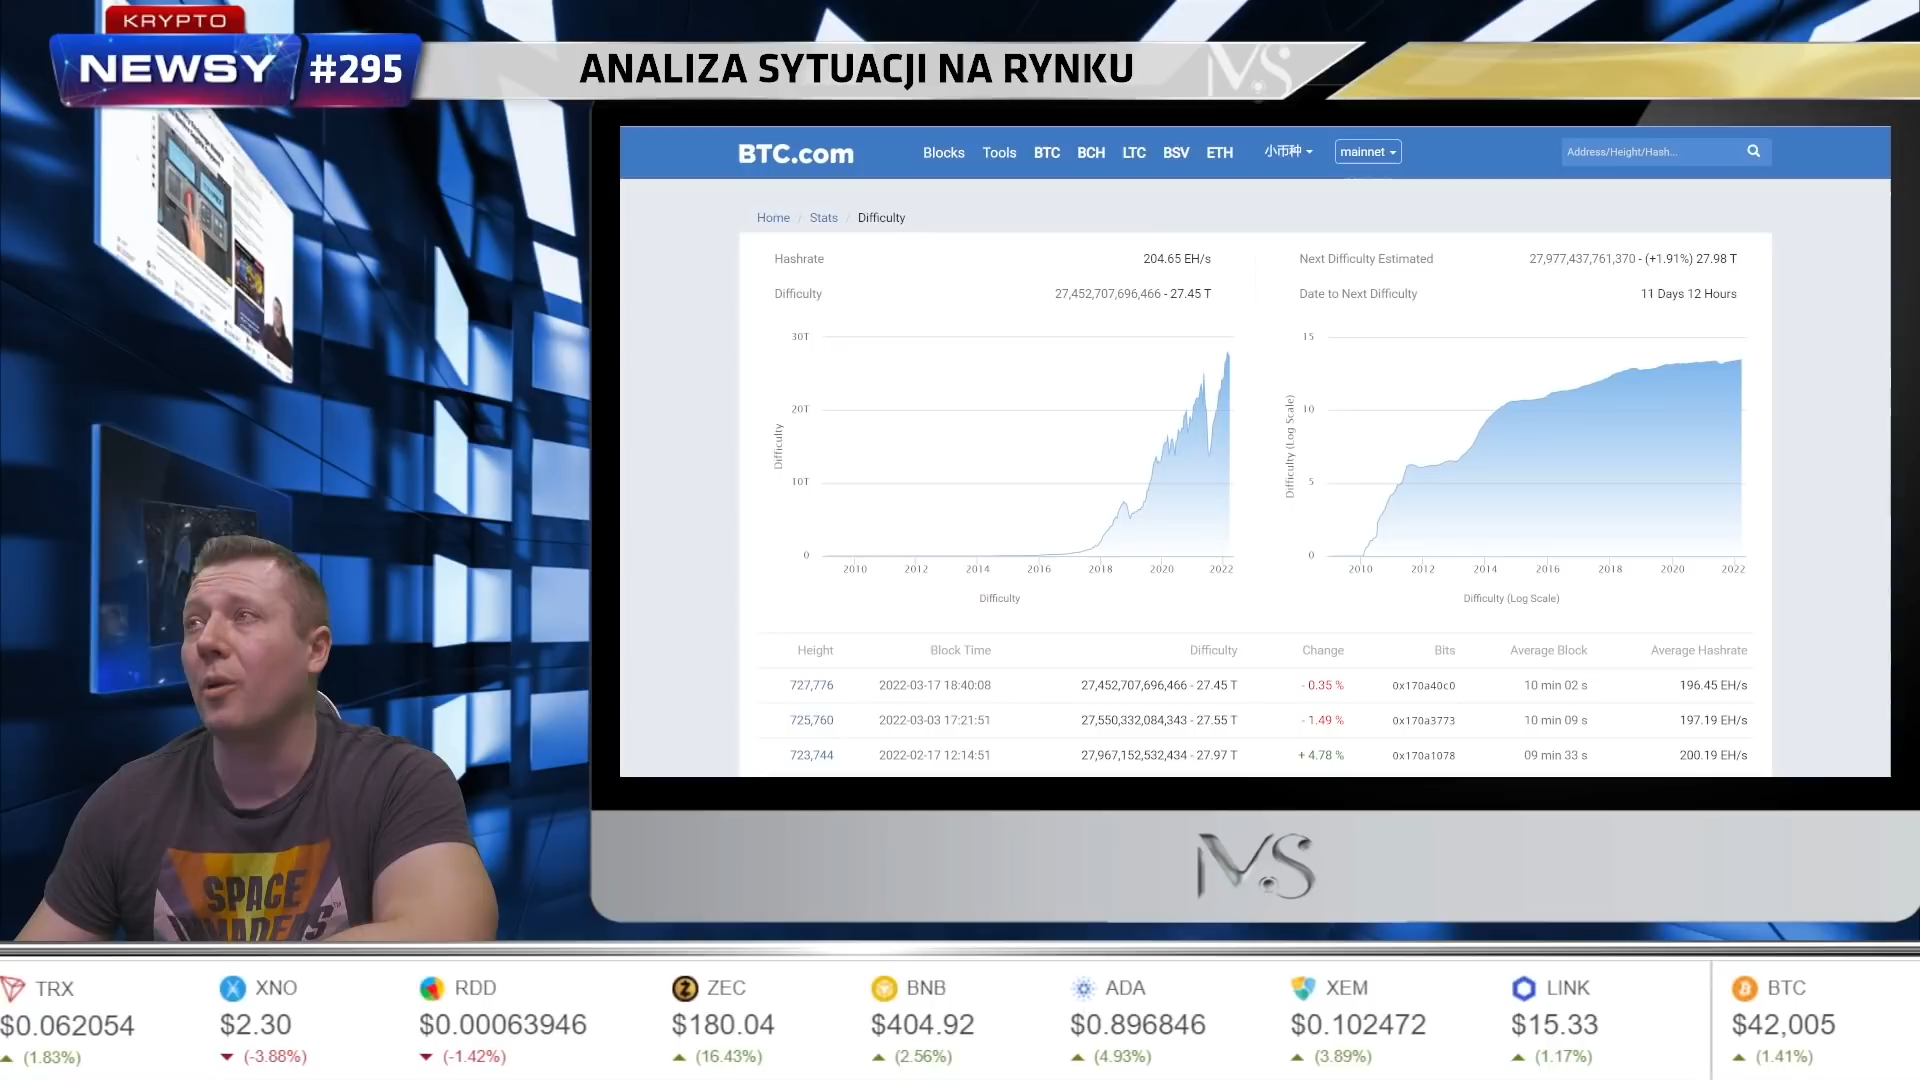 KRYPTO
NEWSY #295
ANALIZA SYTUACJI NA RYNKU
BTC.com Blocks Tools BTC BCH LTC BSV ETH 小币种 mainnet Address/Height/Hash...
Home / Stats / Difficulty
Hashrate 204.65 EH/s Next Difficulty Estimated 27,977,437,761,370 - (+1.91%) 27.98 T
Difficulty 27,452,707,696,466 - 27.45 T Date to Next Difficulty 11 Days 12 Hours
30T
20T
10T
0
Difficulty
2010 2012 2014 2016 2018 2020 2022
Difficulty
15
10
5
0
Difficulty (Log Scale)
2010 2012 2014 2016 2018 2020 2022
Difficulty (Log Scale)
Height Block Time Difficulty Change Bits Average Block Average Hashrate
727,776 2022-03-17 18:40:08 27,452,707,696,466 - 27.45 T - 0.35 % 0x170a40c0 10 min 02 s 196.45 EH/s
725,760 2022-03-03 17:21:51 27,550,332,084,343 - 27.55 T - 1.49 % 0x170a3773 10 min 09 s 197.19 EH/s
723,744 2022-02-17 12:14:51 27,967,152,532,434 - 27.97 T + 4.78 % 0x170a1078 09 min 33 s 200.19 EH/s
SPACE
INVADERS
TRX XNO RDD ZEC BNB ADA XEM LINK BTC
$0.062054 $2.30 $0.00063946 $180.04 $404.92 $0.896846 $0.102472 $15.33 $42,005
(1.83%) (-3.88%) (-1.42%) (16.43%) (2.56%) (4.93%) (3.89%) (1.17%) (1.41%)